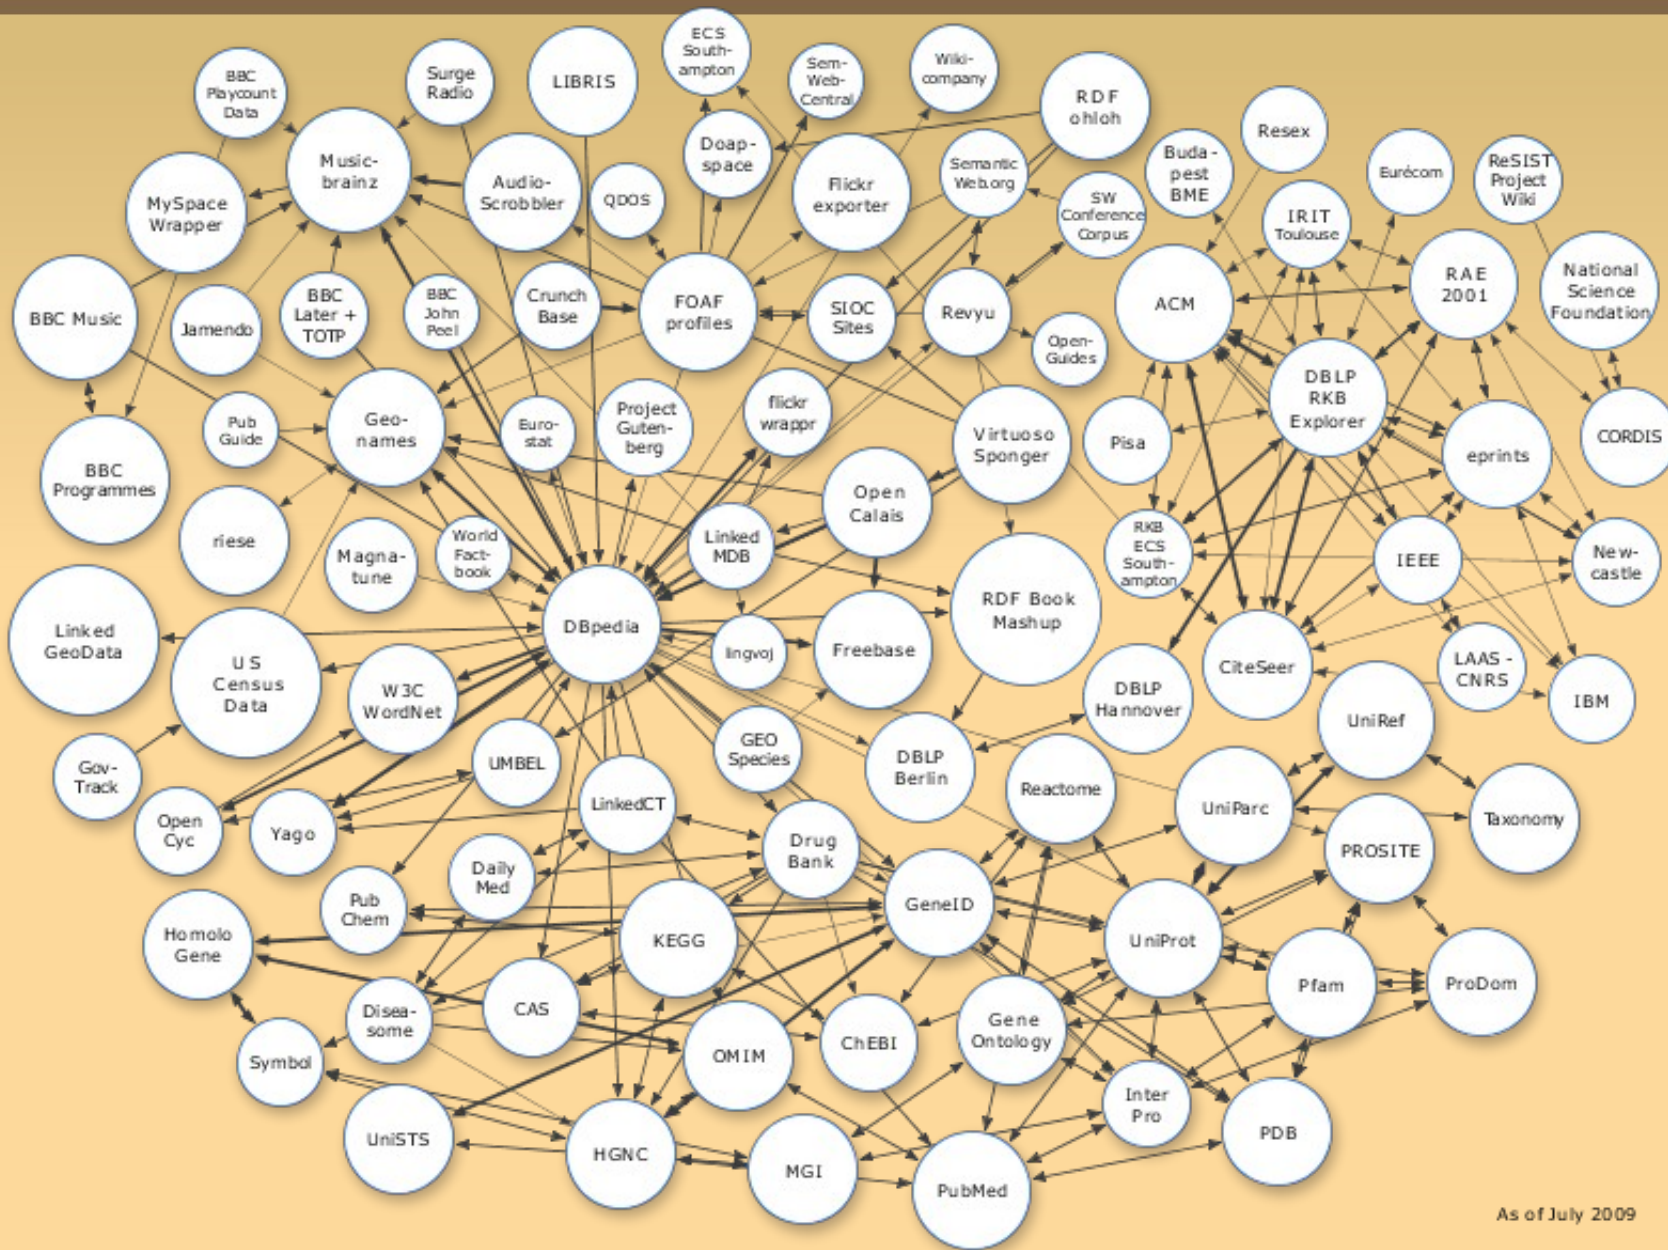 ECS
South-
ampton
Sem-
Web-
Central
Wiki-
company
BBC
Playcount
Data
Surge
Radio
LIBRIS
RDF
ohloh
Resex
Music-
brainz
Doap-
space
Semantic
Web.org
Buda-
pest
BME
Eurécom
ReSIST
Project
Wiki
MySpace
Wrapper
Audio-
Scrobbler
QDOS
Flickr
exporter
SW
Conference
Corpus
IRIT
Toulouse
BBC Music
Jamendo
BBC
Later +
TOTP
BBC
John
Peel
Crunch
Base
FOAF
profiles
SIOC
Sites
Revyu
Open-
Guides
ACM
RAE
2001
National
Science
Foundation
Pub
Guide
Geo-
names
Euro-
stat
Project
Guten-
berg
flickr
wrappr
Virtuoso
Sponger
Pisa
DBLP
RKB
Explorer
eprints
CORDIS
BBC
Programmes
riese
Magna-
tune
World
Fact-
book
Linked
MDB
Open
Calais
RKB
ECS
South-
ampton
IEEE
New-
castle
Linked
GeoData
US
Census
Data
W3C
WordNet
DBpedia
lingvoj
Freebase
RDF Book
Mashup
DBLP
Hannover
CiteSeer
LAAS -
CNRS
IBM
Gov-
Track
Open
Cyc
Yago
UMBEL
LinkedCT
GEO
Species
DBLP
Berlin
Reactome
UniParc
UniRef
Taxonomy
Pub
Chem
Daily
Med
Drug
Bank
PROSITE
Homolo
Gene
KEGG
GeneID
UniProt
Pfam
ProDom
Symbol
Disea-
some
CAS
OMIM
ChEBI
Gene
Ontology
Inter
Pro
PDB
UniSTS
HGNC
MGI
PubMed
As of July 2009